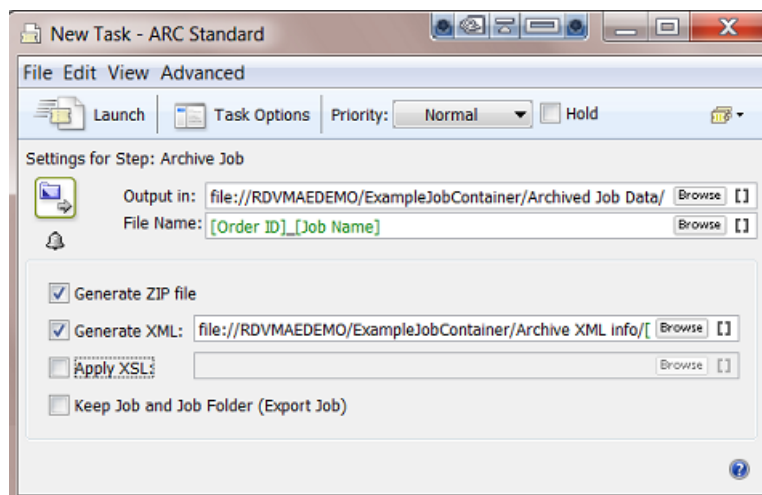 New Task - ARC Standard
File Edit View Advanced
Launch Task Options Priority: Normal Hold
Settings for Step: Archive Job
Output in: file://RDVMAEDEMO/ExampleJobContainer/Archived Job Data/ Browse []
File Name: [Order ID]_[Job Name] Browse []
Generate ZIP file
Generate XML: file://RDVMAEDEMO/ExampleJobContainer/Archive XML info/[ Browse []
Apply XSL: Browse []
Keep Job and Job Folder (Export Job)